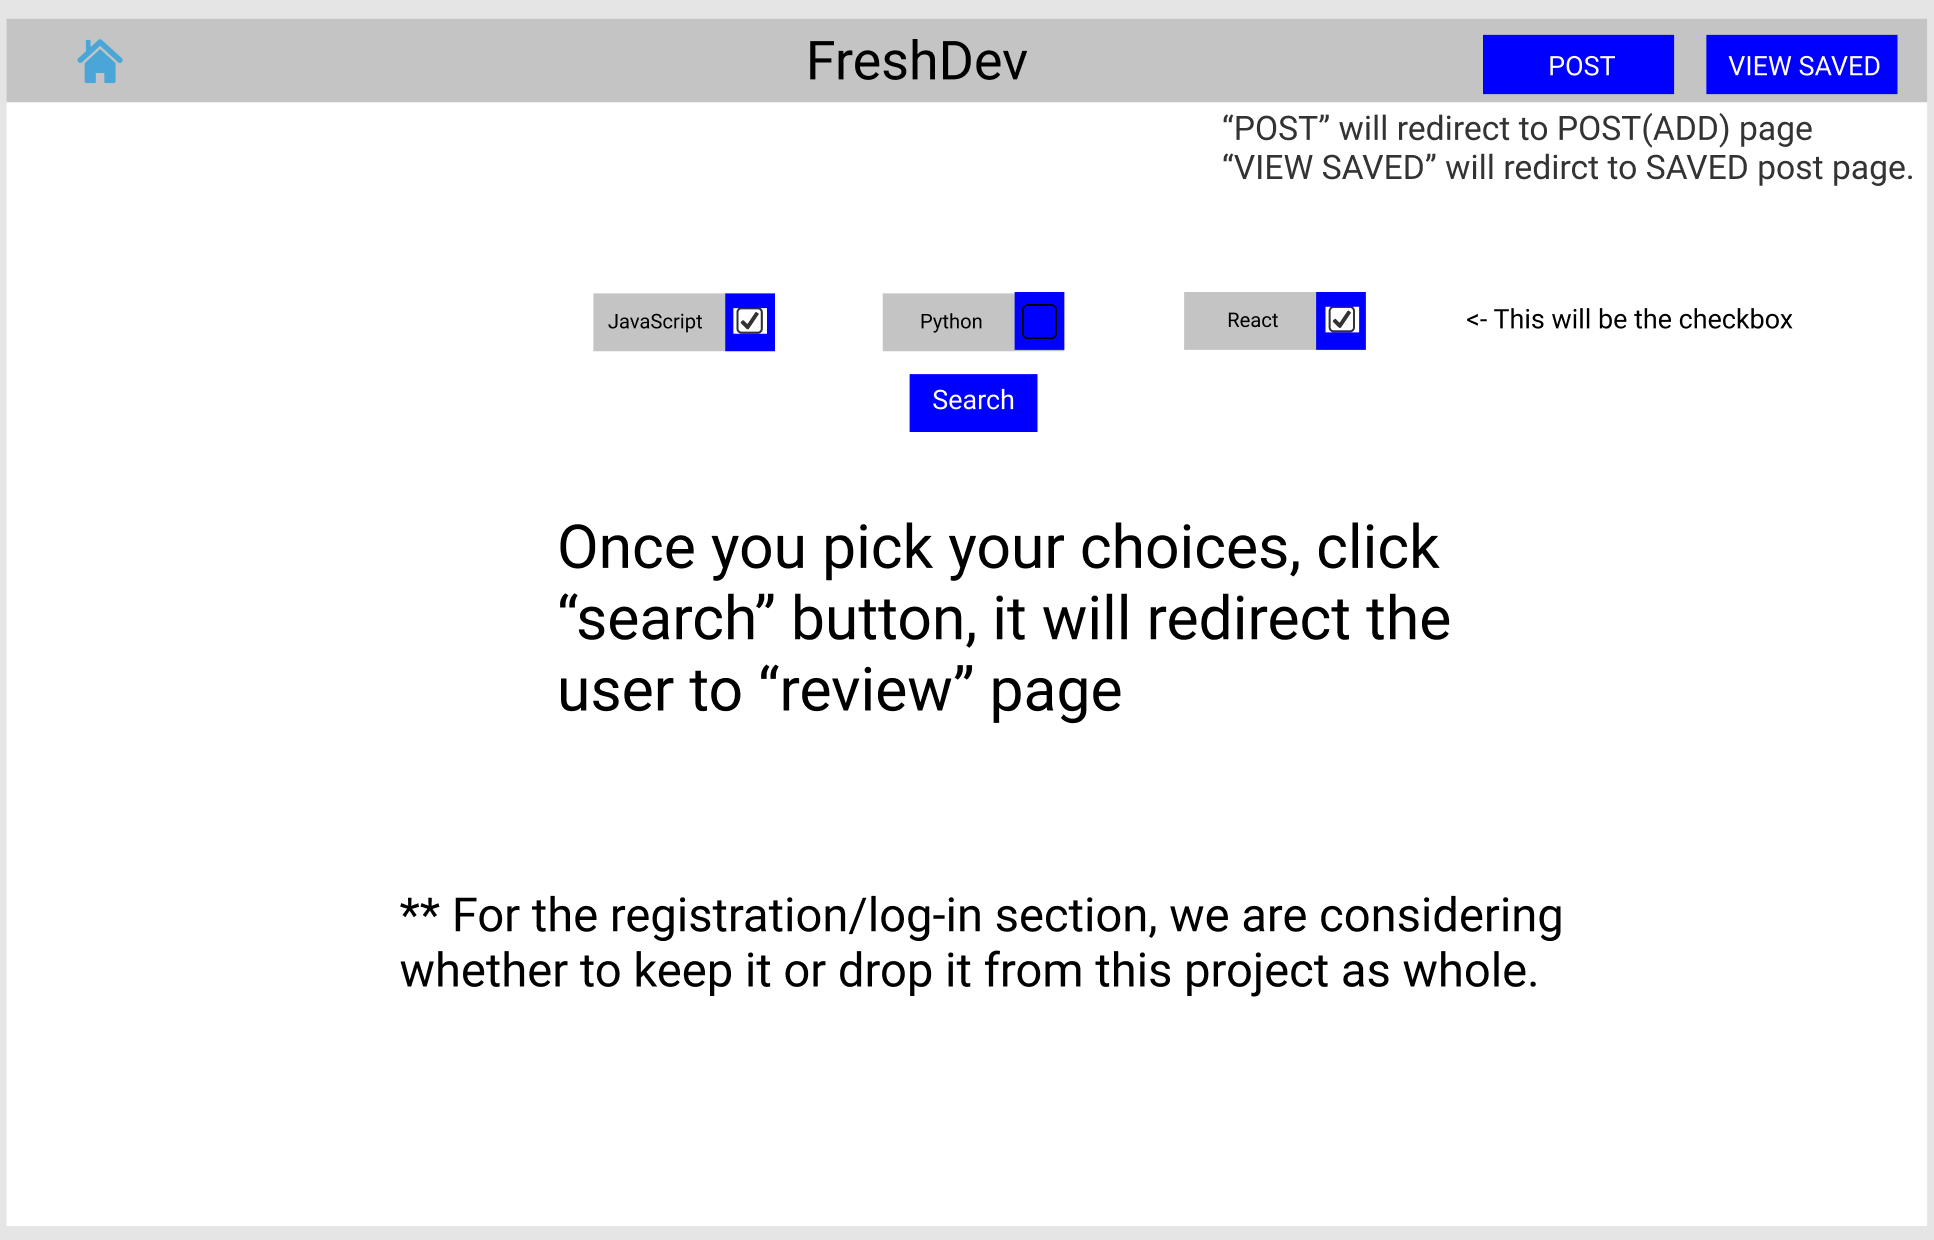 FreshDev
POST
VIEW SAVED
“POST” will redirect to POST(ADD) page
“VIEW SAVED” will redirct to SAVED post page.
JavaScript
Python
React
<- This will be the checkbox
Search
Once you pick your choices, click
“search” button, it will redirect the
user to “review” page
** For the registration/log-in section, we are considering
whether to keep it or drop it from this project as whole.